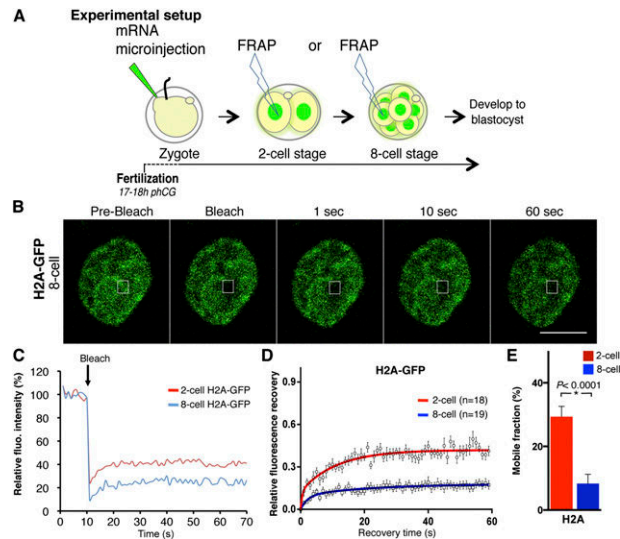 A
Experimental setup
mRNA
microinjection
FRAP or FRAP
Zygote
2-cell stage
8-cell stage
Develop to
blastocyst
Fertilization
17-18h phCG
B
Pre-Bleach
Bleach
1 sec
10 sec
60 sec
H2A-GFP
8-cell
C
Bleach
2-cell H2A-GFP
8-cell H2A-GFP
Relative fluo. intensity (%)
120
100
80
60
40
20
0
0 10 20 30 40 50 60 70
Time (s)
D
H2A-GFP
2-cell (n=18)
8-cell (n=19)
Relative fluorescence recovery
0.9
0.6
0.3
0.0
0 20 40 60
Recovery time (s)
E
2-cell
8-cell
P< 0.0001
*
Mobile fraction (%)
40
20
0
H2A